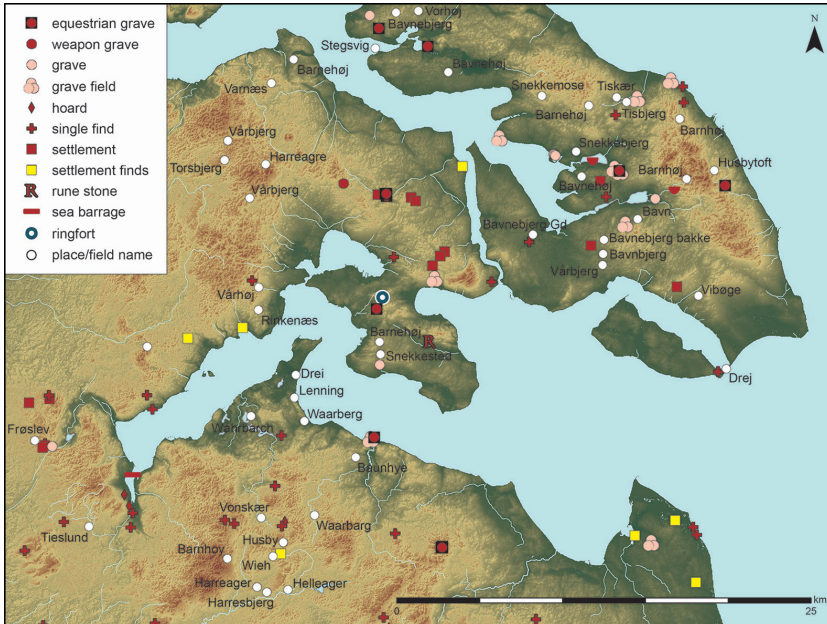 equestrian grave
weapon grave
grave
grave field
hoard
single find
settlement
settlement finds
R rune stone
sea barrage
ringfort
place/field name
N
Vorhøj
Bavnebjerg
Stegsvig
Barnehøj
Bavnehøj
Varnæs
Snekkemose
Tiskær
Barnehøj
Tisbjerg
Barnhøj
Vårbjerg
Harreagre
Torsbjerg
Snekkebjerg
Husbytoft
Barnhøj
Bavnehøj
Vårbjerg
Bavnebjerg Gd
Bavn
Bavnebjerg bakke
Bavnbjerg
Vårbjerg
Vårhøj
Vibøge
Rinkenæs
Barnehøj
R
Snekkested
Drei
Drej
Lenning
Waarberg
Wahrbarch
Frøslev
Baunhye
Vonskær
Waarbarg
Tieslund
Husby
Barnhoy
Wieh
Harreager
Helleager
Harresbjerg
km
0
25